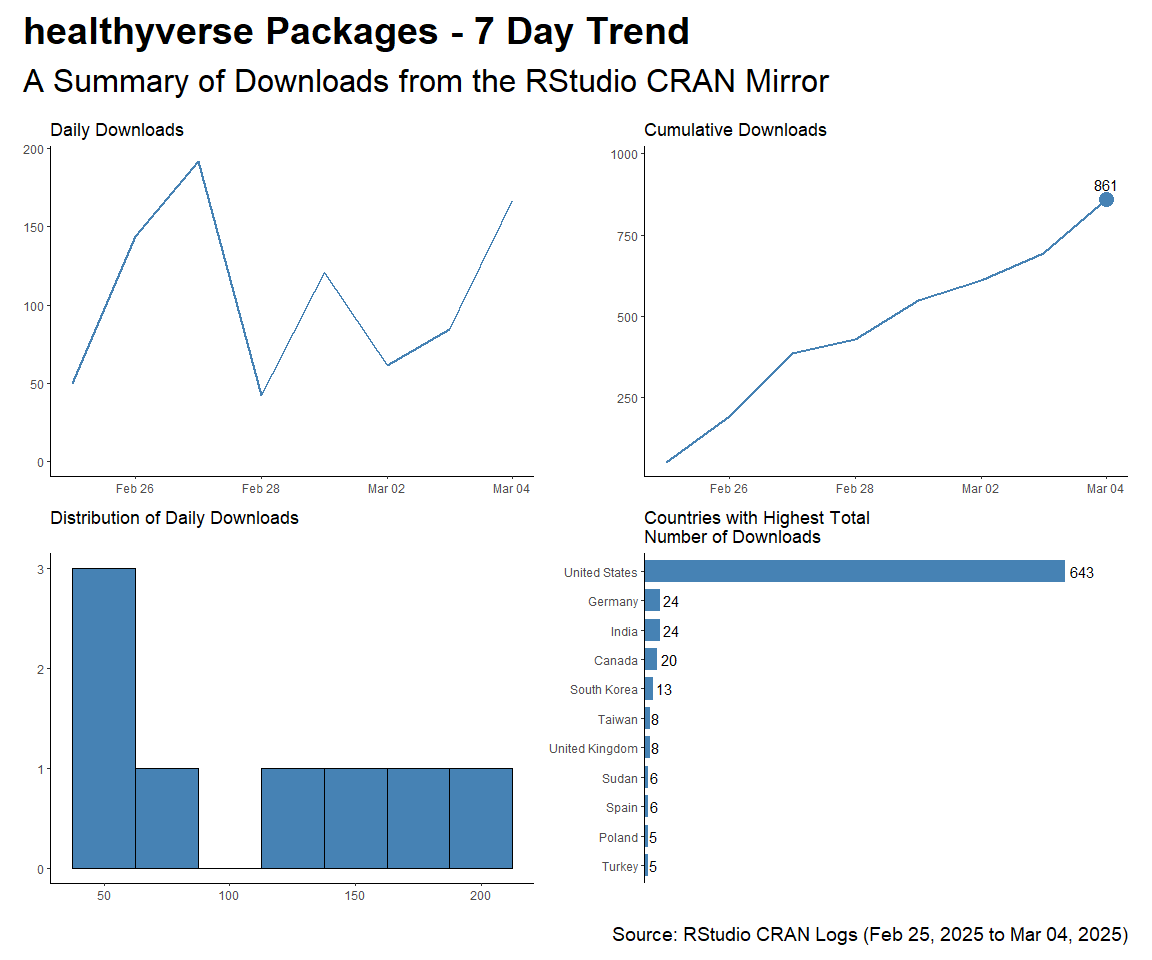 healthyverse Packages - 7 Day Trend
A Summary of Downloads from the RStudio CRAN Mirror
Daily Downloads
200
150
100
50
0
Feb 26
Feb 28
Mar 02
Mar 04
Cumulative Downloads
1000
750
500
250
861
Feb 26
Feb 28
Mar 02
Mar 04
Distribution of Daily Downloads
3
2
1
0
50
100
150
200
Countries with Highest Total
Number of Downloads
United States 643
Germany 24
India 24
Canada 20
South Korea 13
Taiwan 8
United Kingdom 8
Sudan 6
Spain 6
Poland 5
Turkey 5
Source: RStudio CRAN Logs (Feb 25, 2025 to Mar 04, 2025)